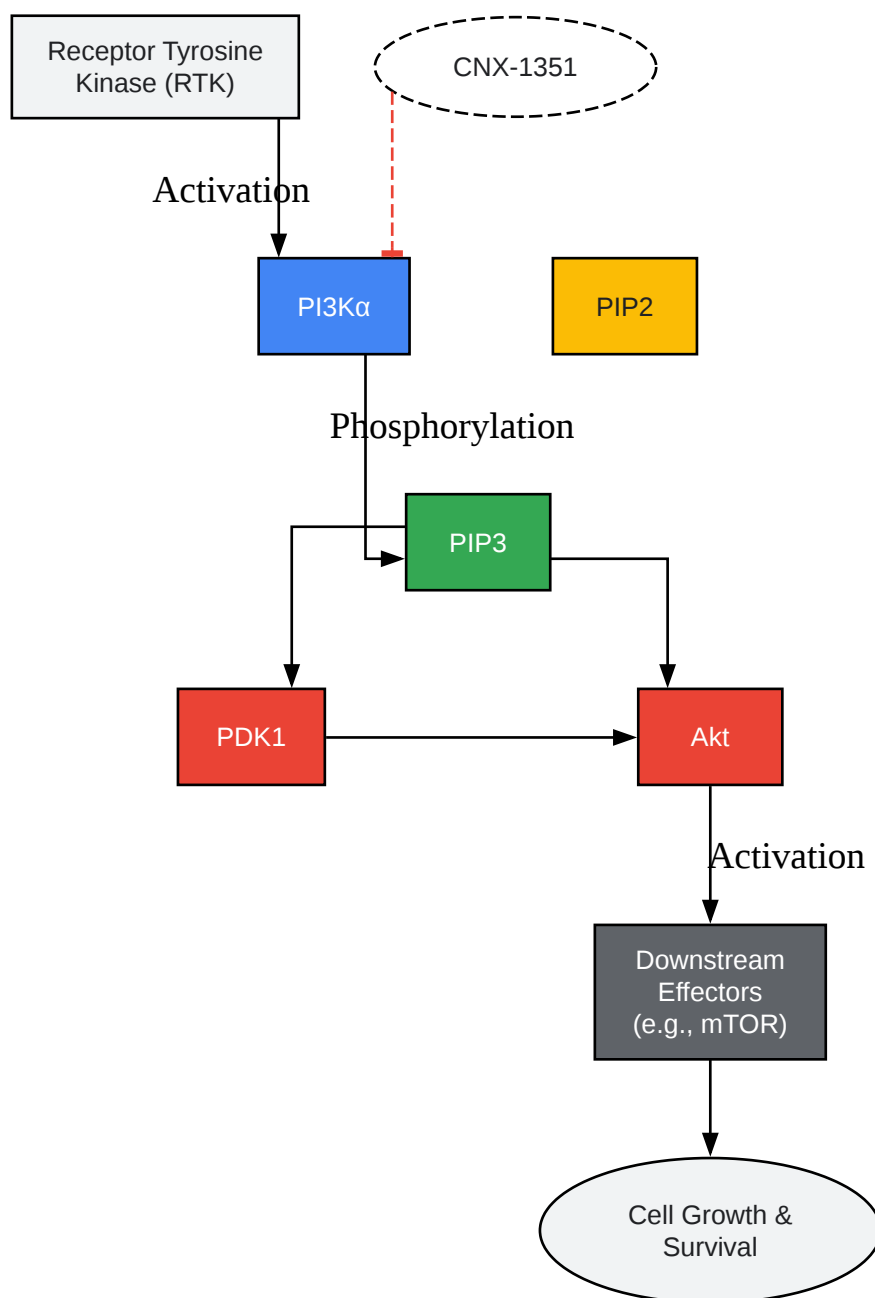 Receptor Tyrosine
Kinase (RTK)
CNX-1351
Activation
PI3Kα
PIP2
Phosphorylation
PIP3
PDK1
Akt
Activation
Downstream
Effectors
(e.g., mTOR)
Cell Growth &
Survival